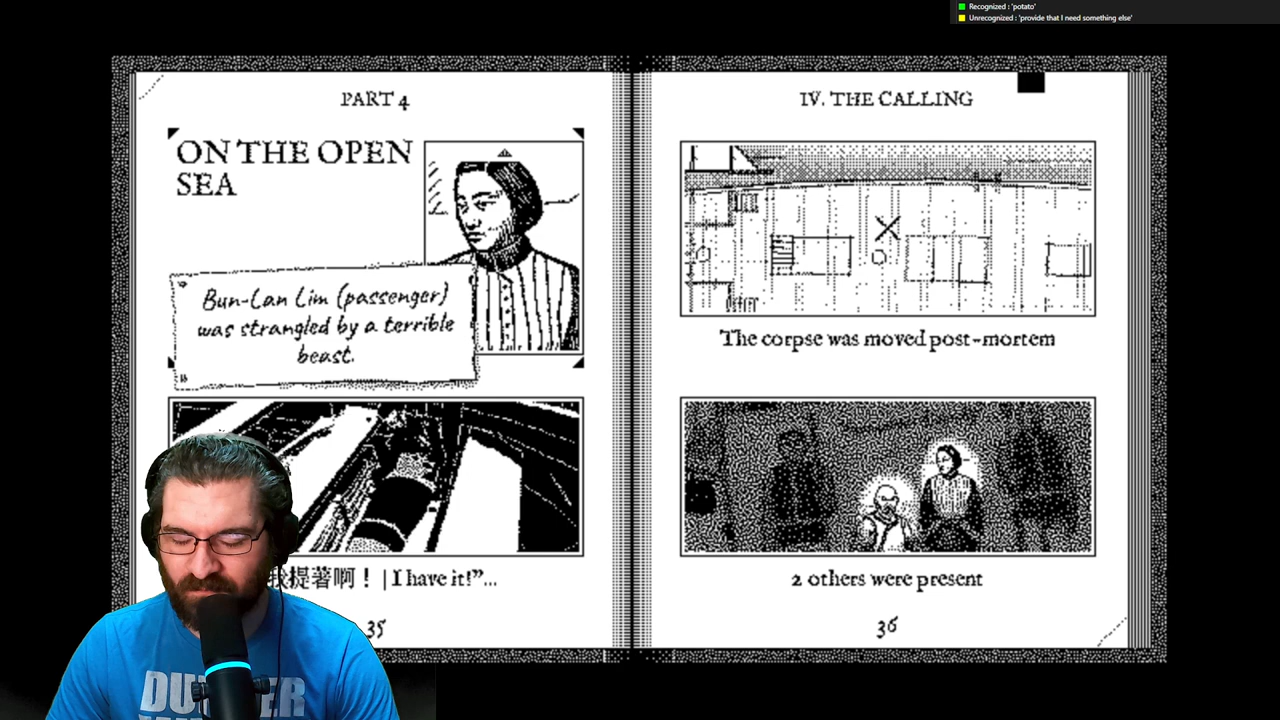 Recognized : 'potato'
Unrecognized : 'provide that I need something else'
PART 4
ON THE OPEN
SEA
Bun-Lan Lim (passenger)
was strangled by a terrible
beast.
提著啊！ | I have it!”...
35
IV. THE CALLING
The corpse was moved post-mortem
2 others were present
36